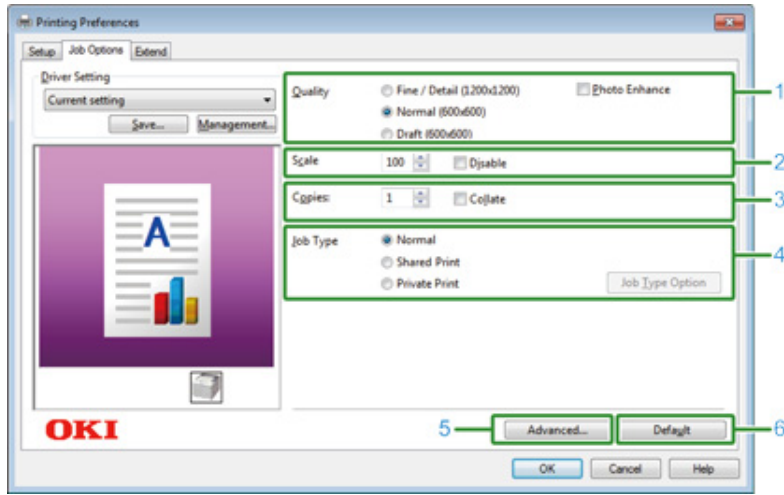 Printing Preferences
Setup Job Options Extend
Driver Setting
Current setting
Save... Management...
Quality Fine / Detail (1200x1200) Photo Enhance 1
Normal (600x600)
Draft (600x600)
Scale 100 Disable 2
Copies: 1 Collate 3
Job Type Normal 4
Shared Print
Private Print Job Type Option
A
OKI 5 Advanced... Default 6
OK Cancel Help